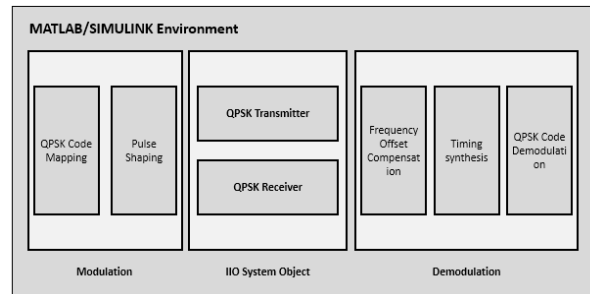 MATLAB/SIMULINK Environment
QPSK Code
Mapping
Pulse
Shaping
QPSK Transmitter
QPSK Receiver
Frequency
Offset
Compensat
ion
Timing
synthesis
QPSK Code
Demodulati
on
Modulation
IIO System Object
Demodulation